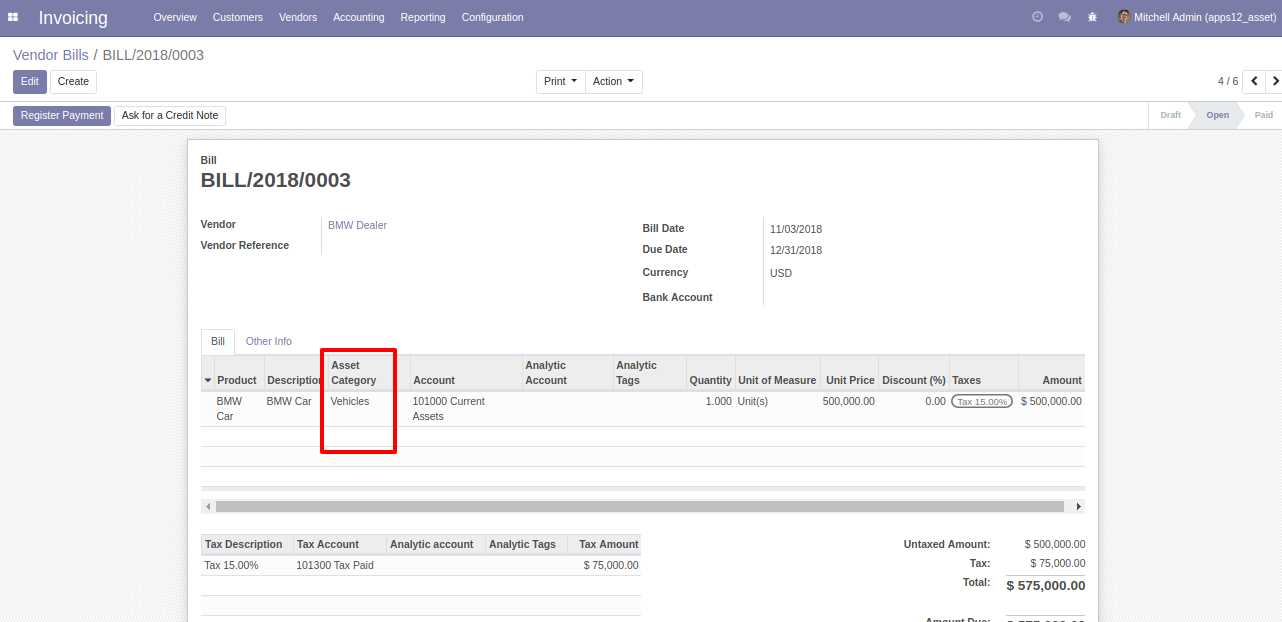 Invoicing Overview Customers Vendors Accounting Reporting Configuration Mitchell Admin (apps12_asset)
Vendor Bills / BILL/2018/0003
Edit Create Print Action 4 / 6
Register Payment Ask for a Credit Note Draft Open Paid
Bill
BILL/2018/0003
Vendor BMW Dealer
Vendor Reference
Bill Date 11/03/2018
Due Date 12/31/2018
Currency USD
Bank Account
Bill Other Info
Product Description Asset Category Account Analytic Account Analytic Tags Quantity Unit of Measure Unit Price Discount (%) Taxes Amount
BMW Car BMW Car Vehicles 101000 Current Assets 1.000 Unit(s) 500,000.00 0.00 Tax 15.00% $ 500,000.00
Tax Description Tax Account Analytic account Analytic Tags Tax Amount
Tax 15.00% 101300 Tax Paid $ 75,000.00
Untaxed Amount: $ 500,000.00
Tax: $ 75,000.00
Total: $ 575,000.00
Amount Due: